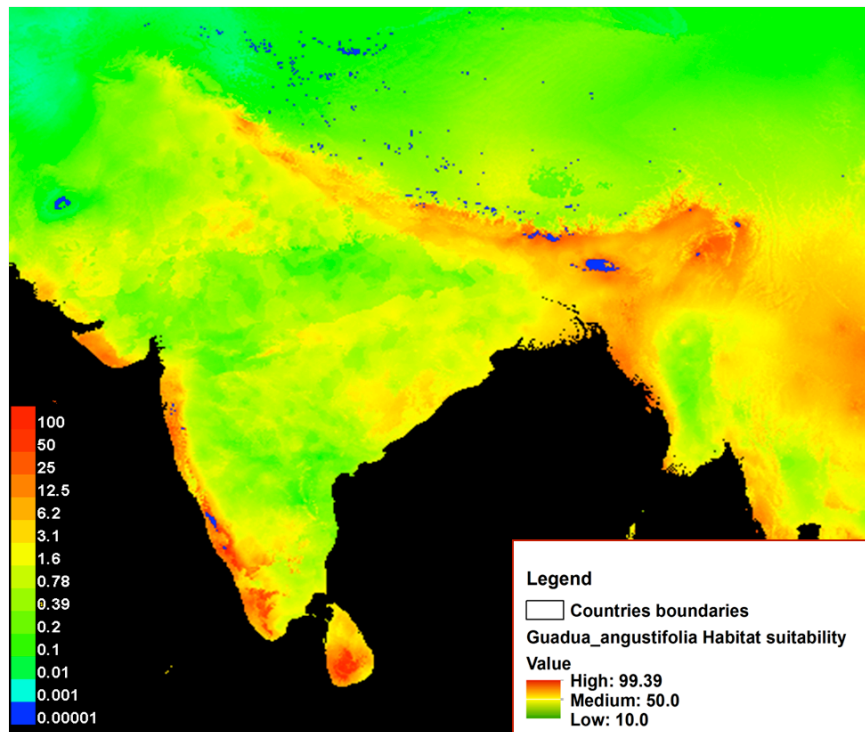 100
50
25
12.5
6.2
3.1
1.6
0.78
0.39
0.2
0.1
0.01
0.001
0.00001
Legend
Countries boundaries
Guadua_angustifolia Habitat suitability
Value
High: 99.39
Medium: 50.0
Low: 10.0